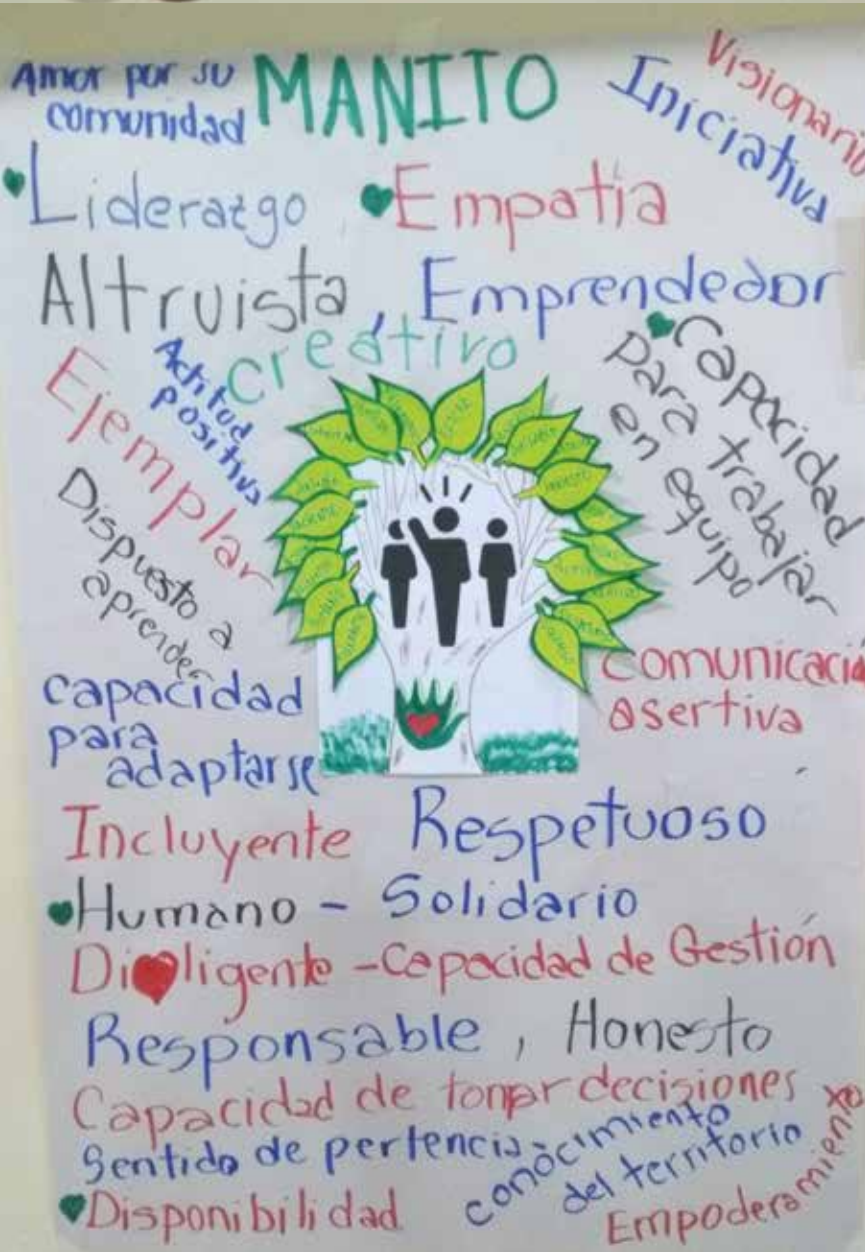 Amor por su
comunidad
MANITO
Visionario
Iniciativa
Liderazgo
Empatía
Altruista, Emprendedor
Creativo
Actitud
positiva
Ejemplar
Dispuesto a
aprender
Capacidad
para trabajar
en equipo
capacidad
para
adaptarse
comunicació
asertiva
Incluyente Respetuoso
Humano - Solidario
Diligente - Capacidad de Gestión
Responsable, Honesto
Capacidad de tomar decisiones
Sentido de pertencia
conocimiento
del territorio
Disponibilidad
Empoderamiento